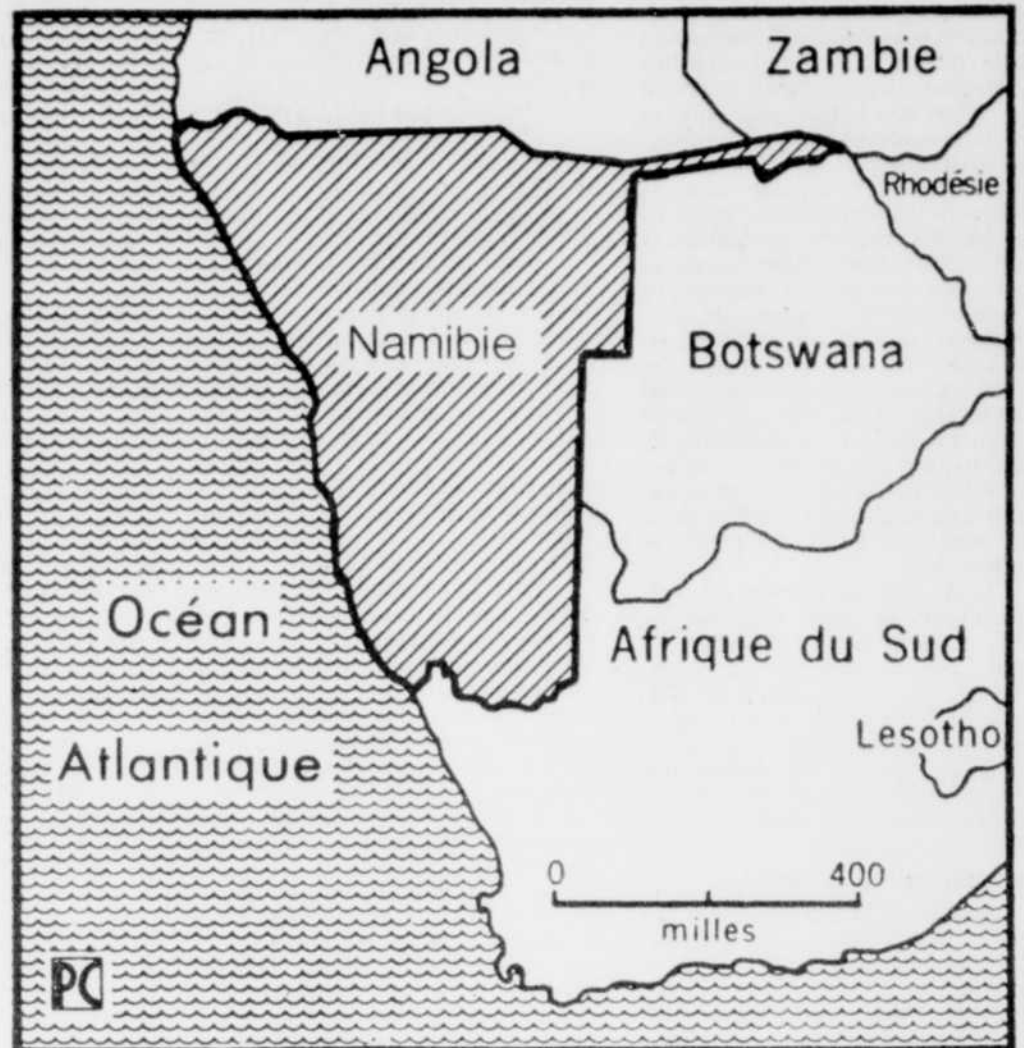 Angola
Zambie
Rhodésie
Namibie
Botswana
Océan
Afrique du Sud
Lesotho
Atlantique
0 400
milles
PC